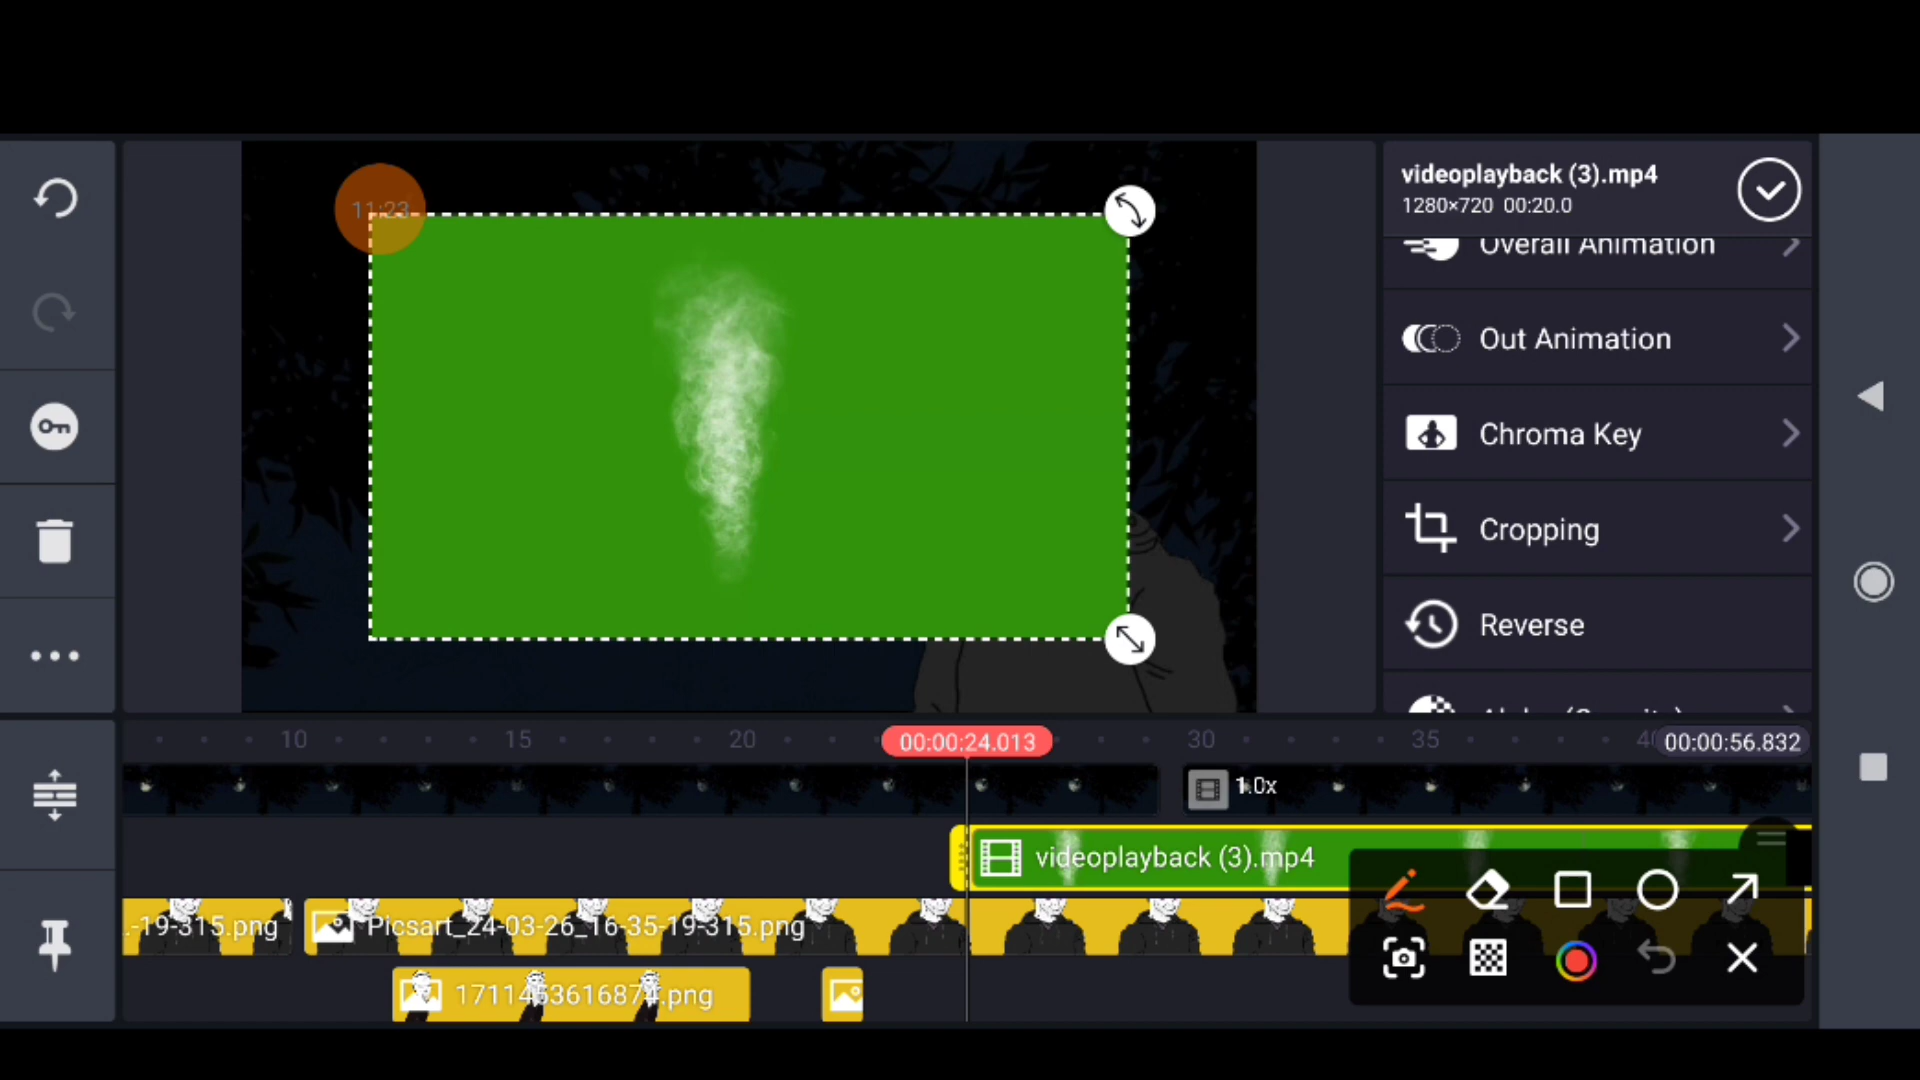 11:23
videoplayback (3).mp4
1280×720 00:20.0
Overall Animation
Out Animation
Chroma Key
Cropping
Reverse
10
15
20
00:00:24.013
30
35
00:00:56.832
1.0x
videoplayback (3).mp4
-19-315.png
Picsart_24-03-26_16-35-19-315.png
1711453616874.png